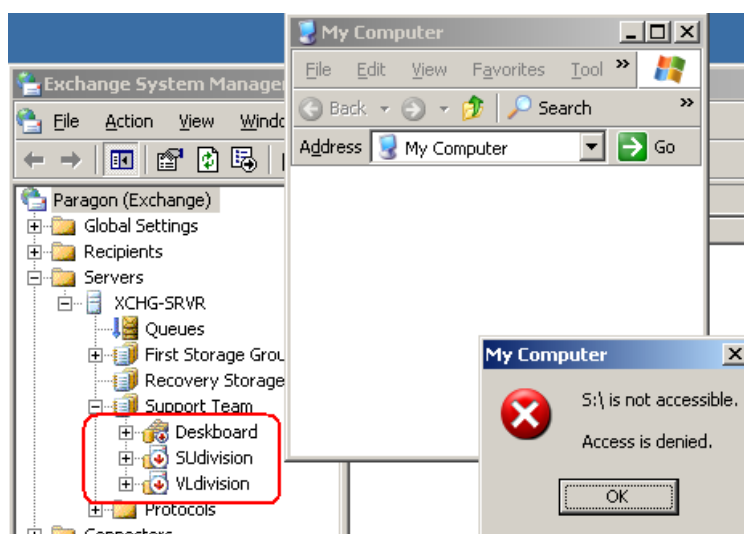 My Computer
File Edit View Favorites Tool »
Back Search »
Address My Computer Go
Exchange System Manage
File Action View Windo
Paragon (Exchange)
Global Settings
Recipients
Servers
XCHG-SRVR
Queues
First Storage Grou
Recovery Storage
Support Team
Deskboard
SUdivision
VLdivision
Protocols
Connectors
My Computer
S:\ is not accessible.
Access is denied.
OK